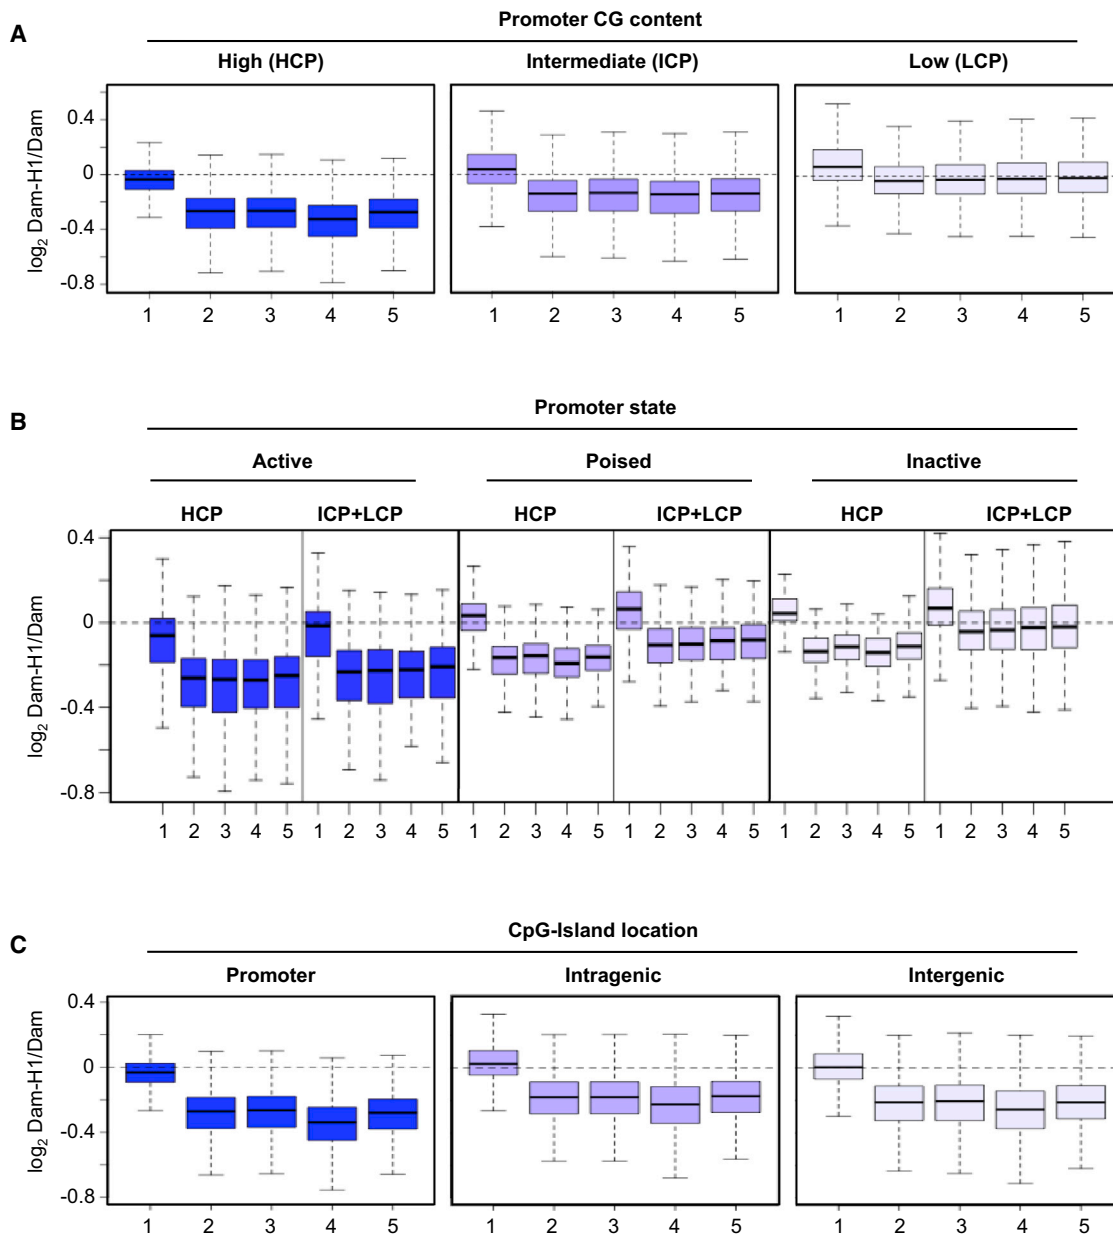 A
Promoter CG content
High (HCP)
Intermediate (ICP)
Low (LCP)
log2 Dam-H1/Dam
0.4
0
-0.4
-0.8
1 2 3 4 5
1 2 3 4 5
1 2 3 4 5
B
Promoter state
Active
Poised
Inactive
HCP
ICP+LCP
HCP
ICP+LCP
HCP
ICP+LCP
log2 Dam-H1/Dam
0.4
0
-0.4
-0.8
1 2 3 4 5
1 2 3 4 5
1 2 3 4 5
1 2 3 4 5
1 2 3 4 5
1 2 3 4 5
C
CpG-Island location
Promoter
Intragenic
Intergenic
log2 Dam-H1/Dam
0.4
0
-0.4
-0.8
1 2 3 4 5
1 2 3 4 5
1 2 3 4 5